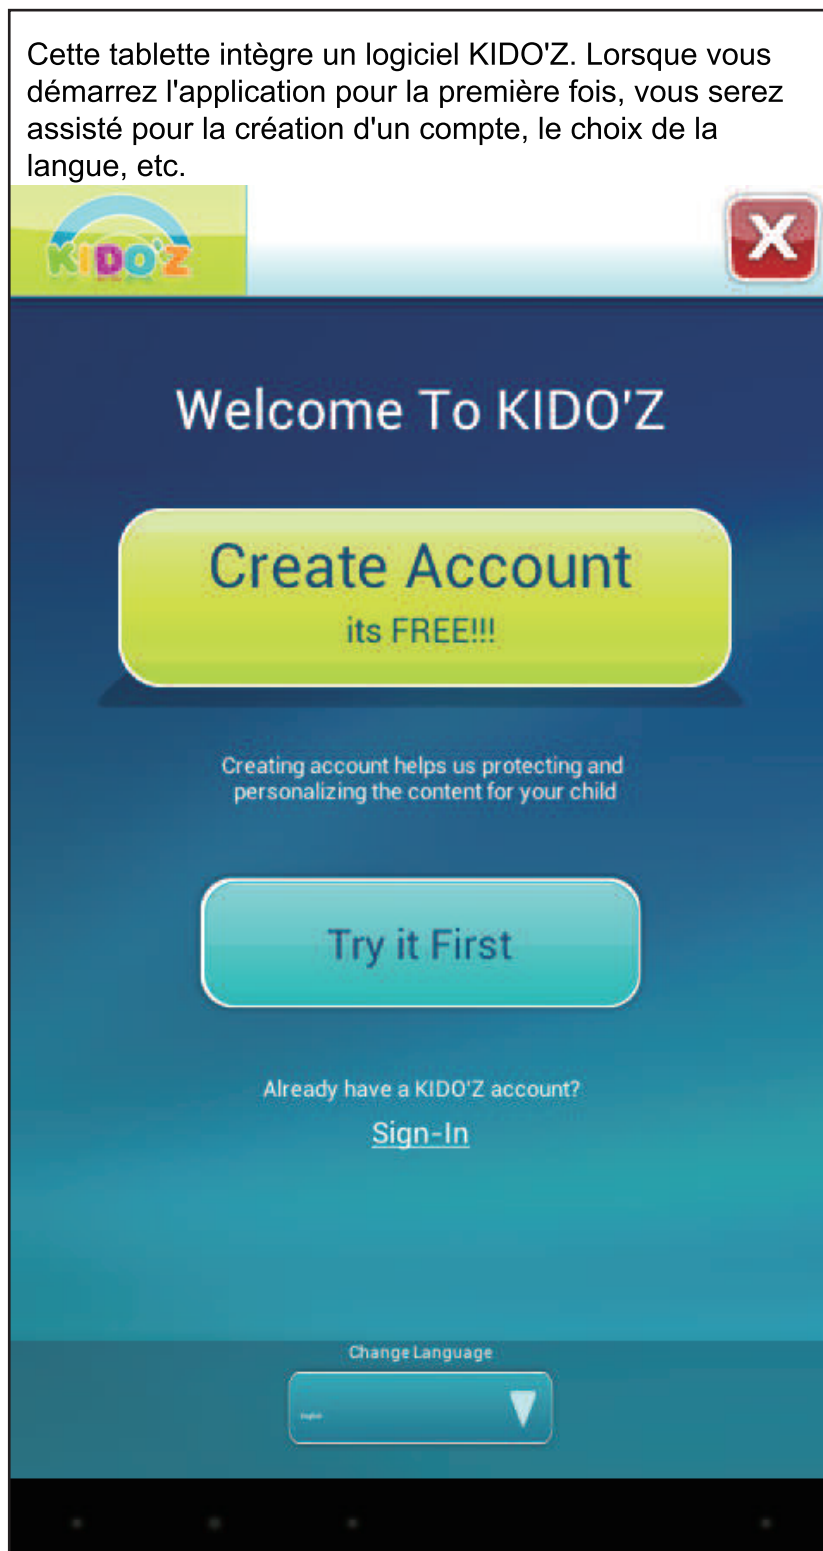 Cette tablette intègre un logiciel KIDO'Z. Lorsque vous
démarrez l'application pour la première fois, vous serez
assisté pour la création d'un compte, le choix de la
langue, etc.
KIDO'Z
X
Welcome To KIDO'Z
Create Account
its FREE!!!
Creating account helps us protecting and
personalizing the content for your child
Try it First
Already have a KIDO'Z account?
Sign-In
Change Language
English